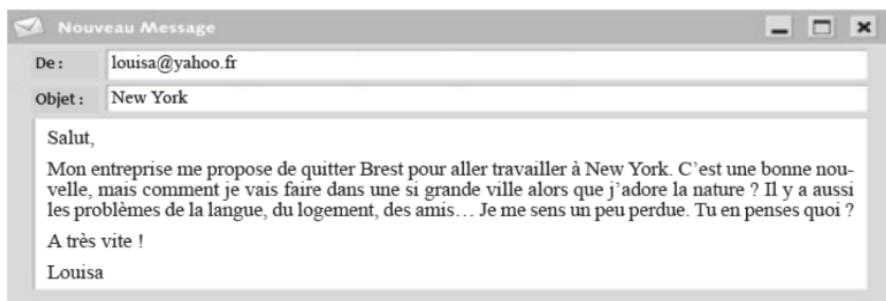 Nouveau Message
De : louisa@yahoo.fr
Objet : New York
Salut,
Mon entreprise me propose de quitter Brest pour aller travailler à New York. C’est une bonne nou-
velle, mais comment je vais faire dans une si grande ville alors que j’adore la nature ? Il y a aussi
les problèmes de la langue, du logement, des amis… Je me sens un peu perdue. Tu en penses quoi ?
A très vite !
Louisa